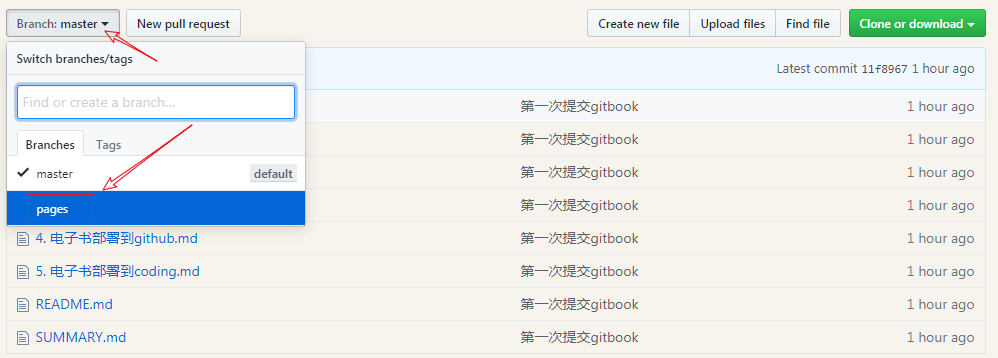 Branch: master New pull request Create new file Upload files Find file Clone or download
Switch branches/tags
Latest commit 11f8967 1 hour ago
Find or create a branch...
第一次提交gitbook 1 hour ago
Branches Tags
第一次提交gitbook 1 hour ago
master default
第一次提交gitbook 1 hour ago
pages
第一次提交gitbook 1 hour ago
4. 电子书部署到github.md 第一次提交gitbook 1 hour ago
5. 电子书部署到coding.md 第一次提交gitbook 1 hour ago
README.md 第一次提交gitbook 1 hour ago
SUMMARY.md 第一次提交gitbook 1 hour ago